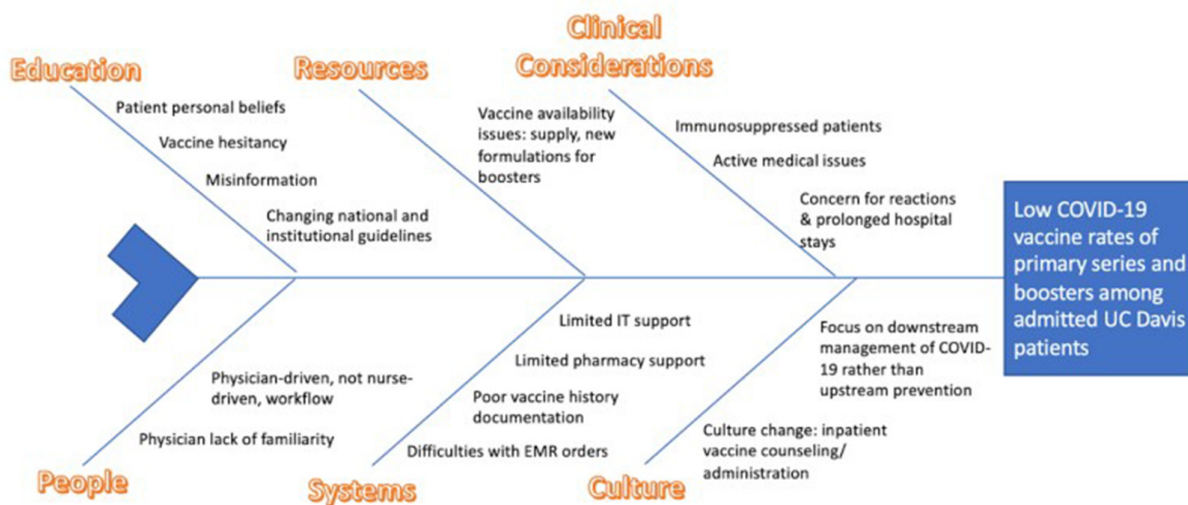 Education
Patient personal beliefs
Vaccine hesitancy
Misinformation
Changing national and
institutional guidelines
Resources
Vaccine availability
issues: supply, new
formulations for
boosters
Clinical
Considerations
Immunosuppressed patients
Active medical issues
Concern for reactions
& prolonged hospital
stays
Low COVID-19
vaccine rates of
primary series and
boosters among
admitted UC Davis
patients
Physician-driven, not nurse-
driven, workflow
Physician lack of familiarity
People
Limited IT support
Limited pharmacy support
Poor vaccine history
documentation
Difficulties with EMR orders
Systems
Focus on downstream
management of COVID-
19 rather than
upstream prevention
Culture change: inpatient
vaccine counseling/
administration
Culture